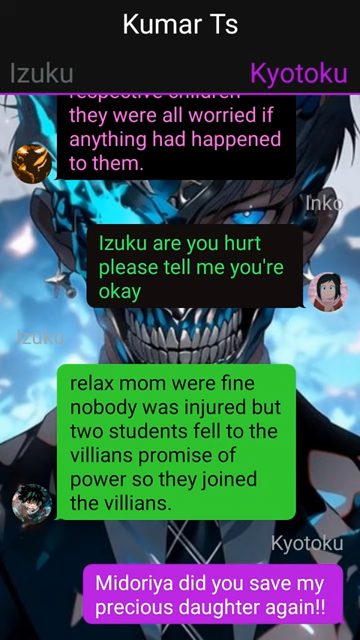 Kumar Ts
Izuku
Kyotoku
respective children
they were all worried if
anything had happened
to them.
Inko
Izuku are you hurt
please tell me you're
okay
Izuku
relax mom were fine
nobody was injured but
two students fell to the
villians promise of
power so they joined
the villians.
Kyotoku
Midoriya did you save my
precious daughter again!!